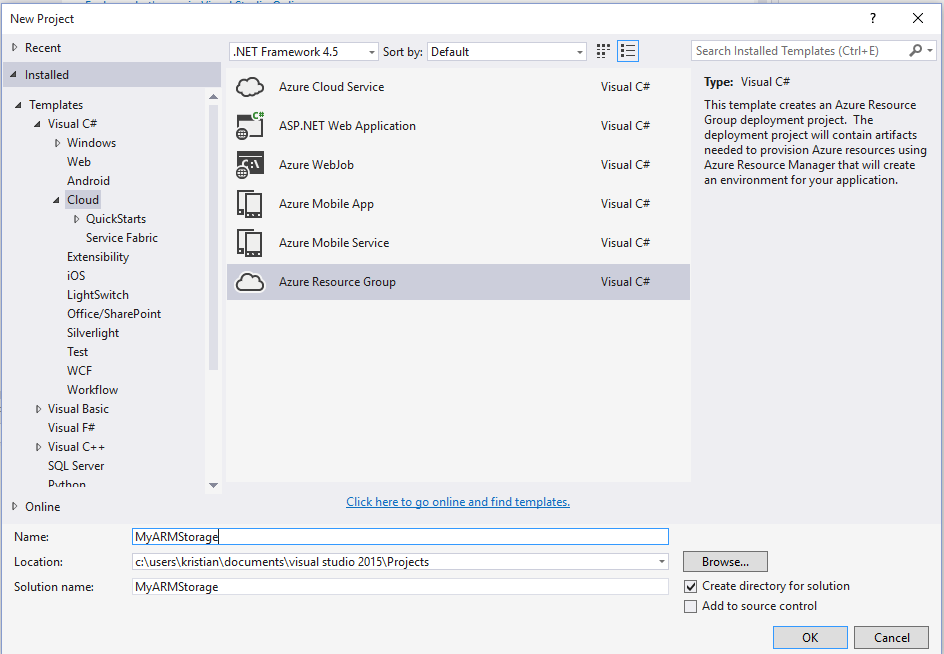 New Project
?
Recent
.NET Framework 4.5
Sort by:
Default
Search Installed Templates (Ctrl+E)
Installed
Templates
Visual C#
Windows
Web
Android
Cloud
QuickStarts
Service Fabric
Extensibility
iOS
LightSwitch
Office/SharePoint
Silverlight
Test
WCF
Workflow
Visual Basic
Visual F#
Visual C++
SQL Server
Python
Online
Azure Cloud Service Visual C#
C# ASP.NET Web Application Visual C#
C:\ Azure WebJob Visual C#
Azure Mobile App Visual C#
Azure Mobile Service Visual C#
Azure Resource Group Visual C#
Click here to go online and find templates.
Type: Visual C#
This template creates an Azure Resource
Group deployment project. The
deployment project will contain artifacts
needed to provision Azure resources using
Azure Resource Manager that will create
an environment for your application.
Name: MyARMStorage
Location: c:\users\kristian\documents\visual studio 2015\Projects
Browse...
Solution name: MyARMStorage
Create directory for solution
Add to source control
OK
Cancel